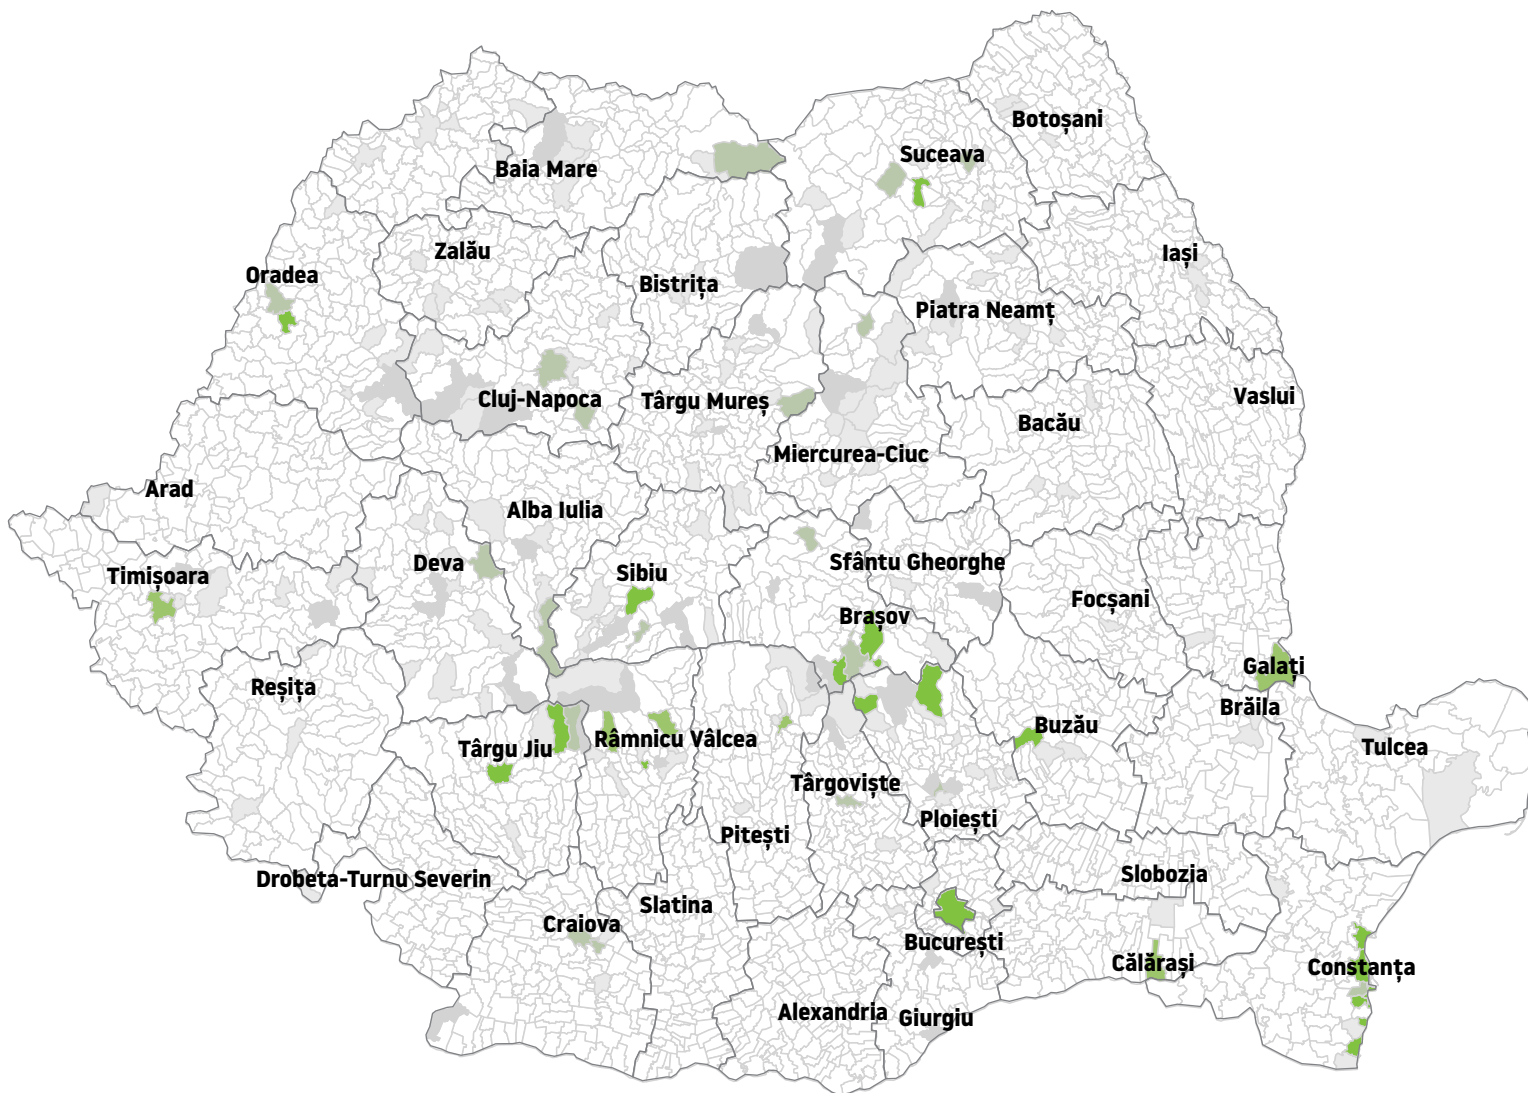 Botoșani
Suceava
Baia Mare
Zalău
Iași
Oradea
Bistrița
Piatra Neamț
Cluj-Napoca
Târgu Mureș
Vaslui
Bacău
Miercurea-Ciuc
Arad
Alba Iulia
Deva
Sfântu Gheorghe
Timișoara
Sibiu
Focșani
Brașov
Galați
Reșița
Brăila
Buzău
Râmnicu Vâlcea
Târgu Jiu
Tulcea
Târgoviște
Ploiești
Pitești
Slobozia
Drobeta-Turnu Severin
Slatina
Craiova
București
Călărași
Constanța
Alexandria
Giurgiu